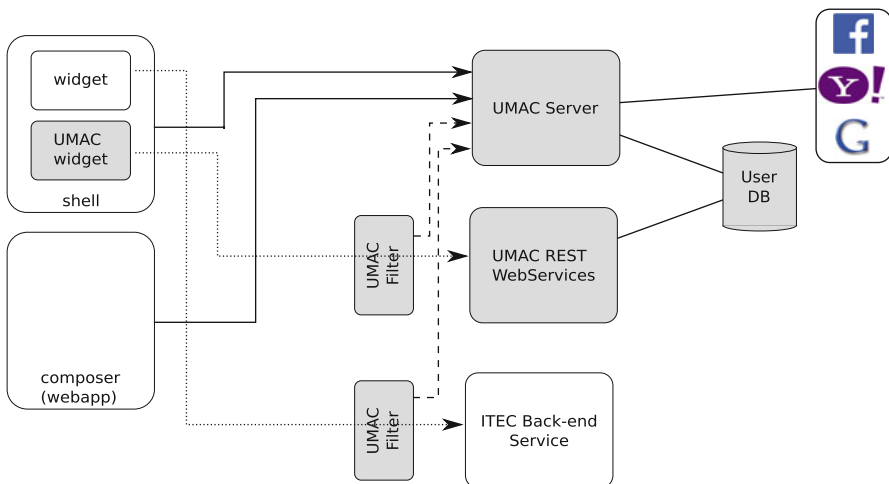 widget
UMAC
widget
shell
composer
(webapp)
UMAC
Filter
UMAC
Filter
UMAC Server
UMAC REST
WebServices
ITEC Back-end
Service
User
DB
f
Y!
G